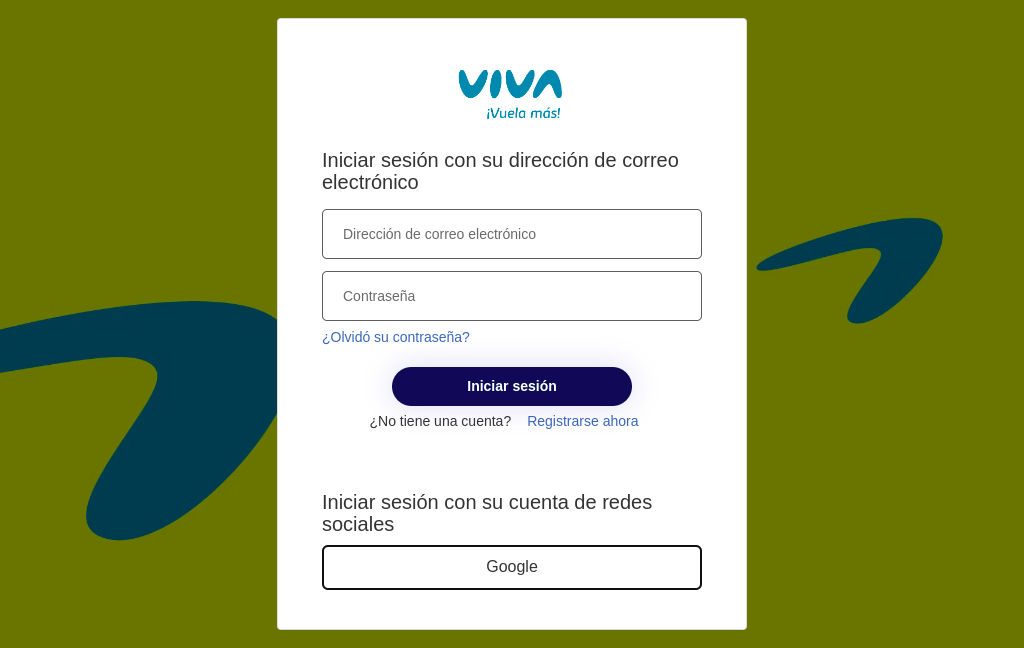 VIVA
¡Vuela más!
Iniciar sesión con su dirección de correo
electrónico
Dirección de correo electrónico
Contraseña
¿Olvidó su contraseña?
Iniciar sesión
¿No tiene una cuenta? Registrarse ahora
Iniciar sesión con su cuenta de redes
sociales
Google